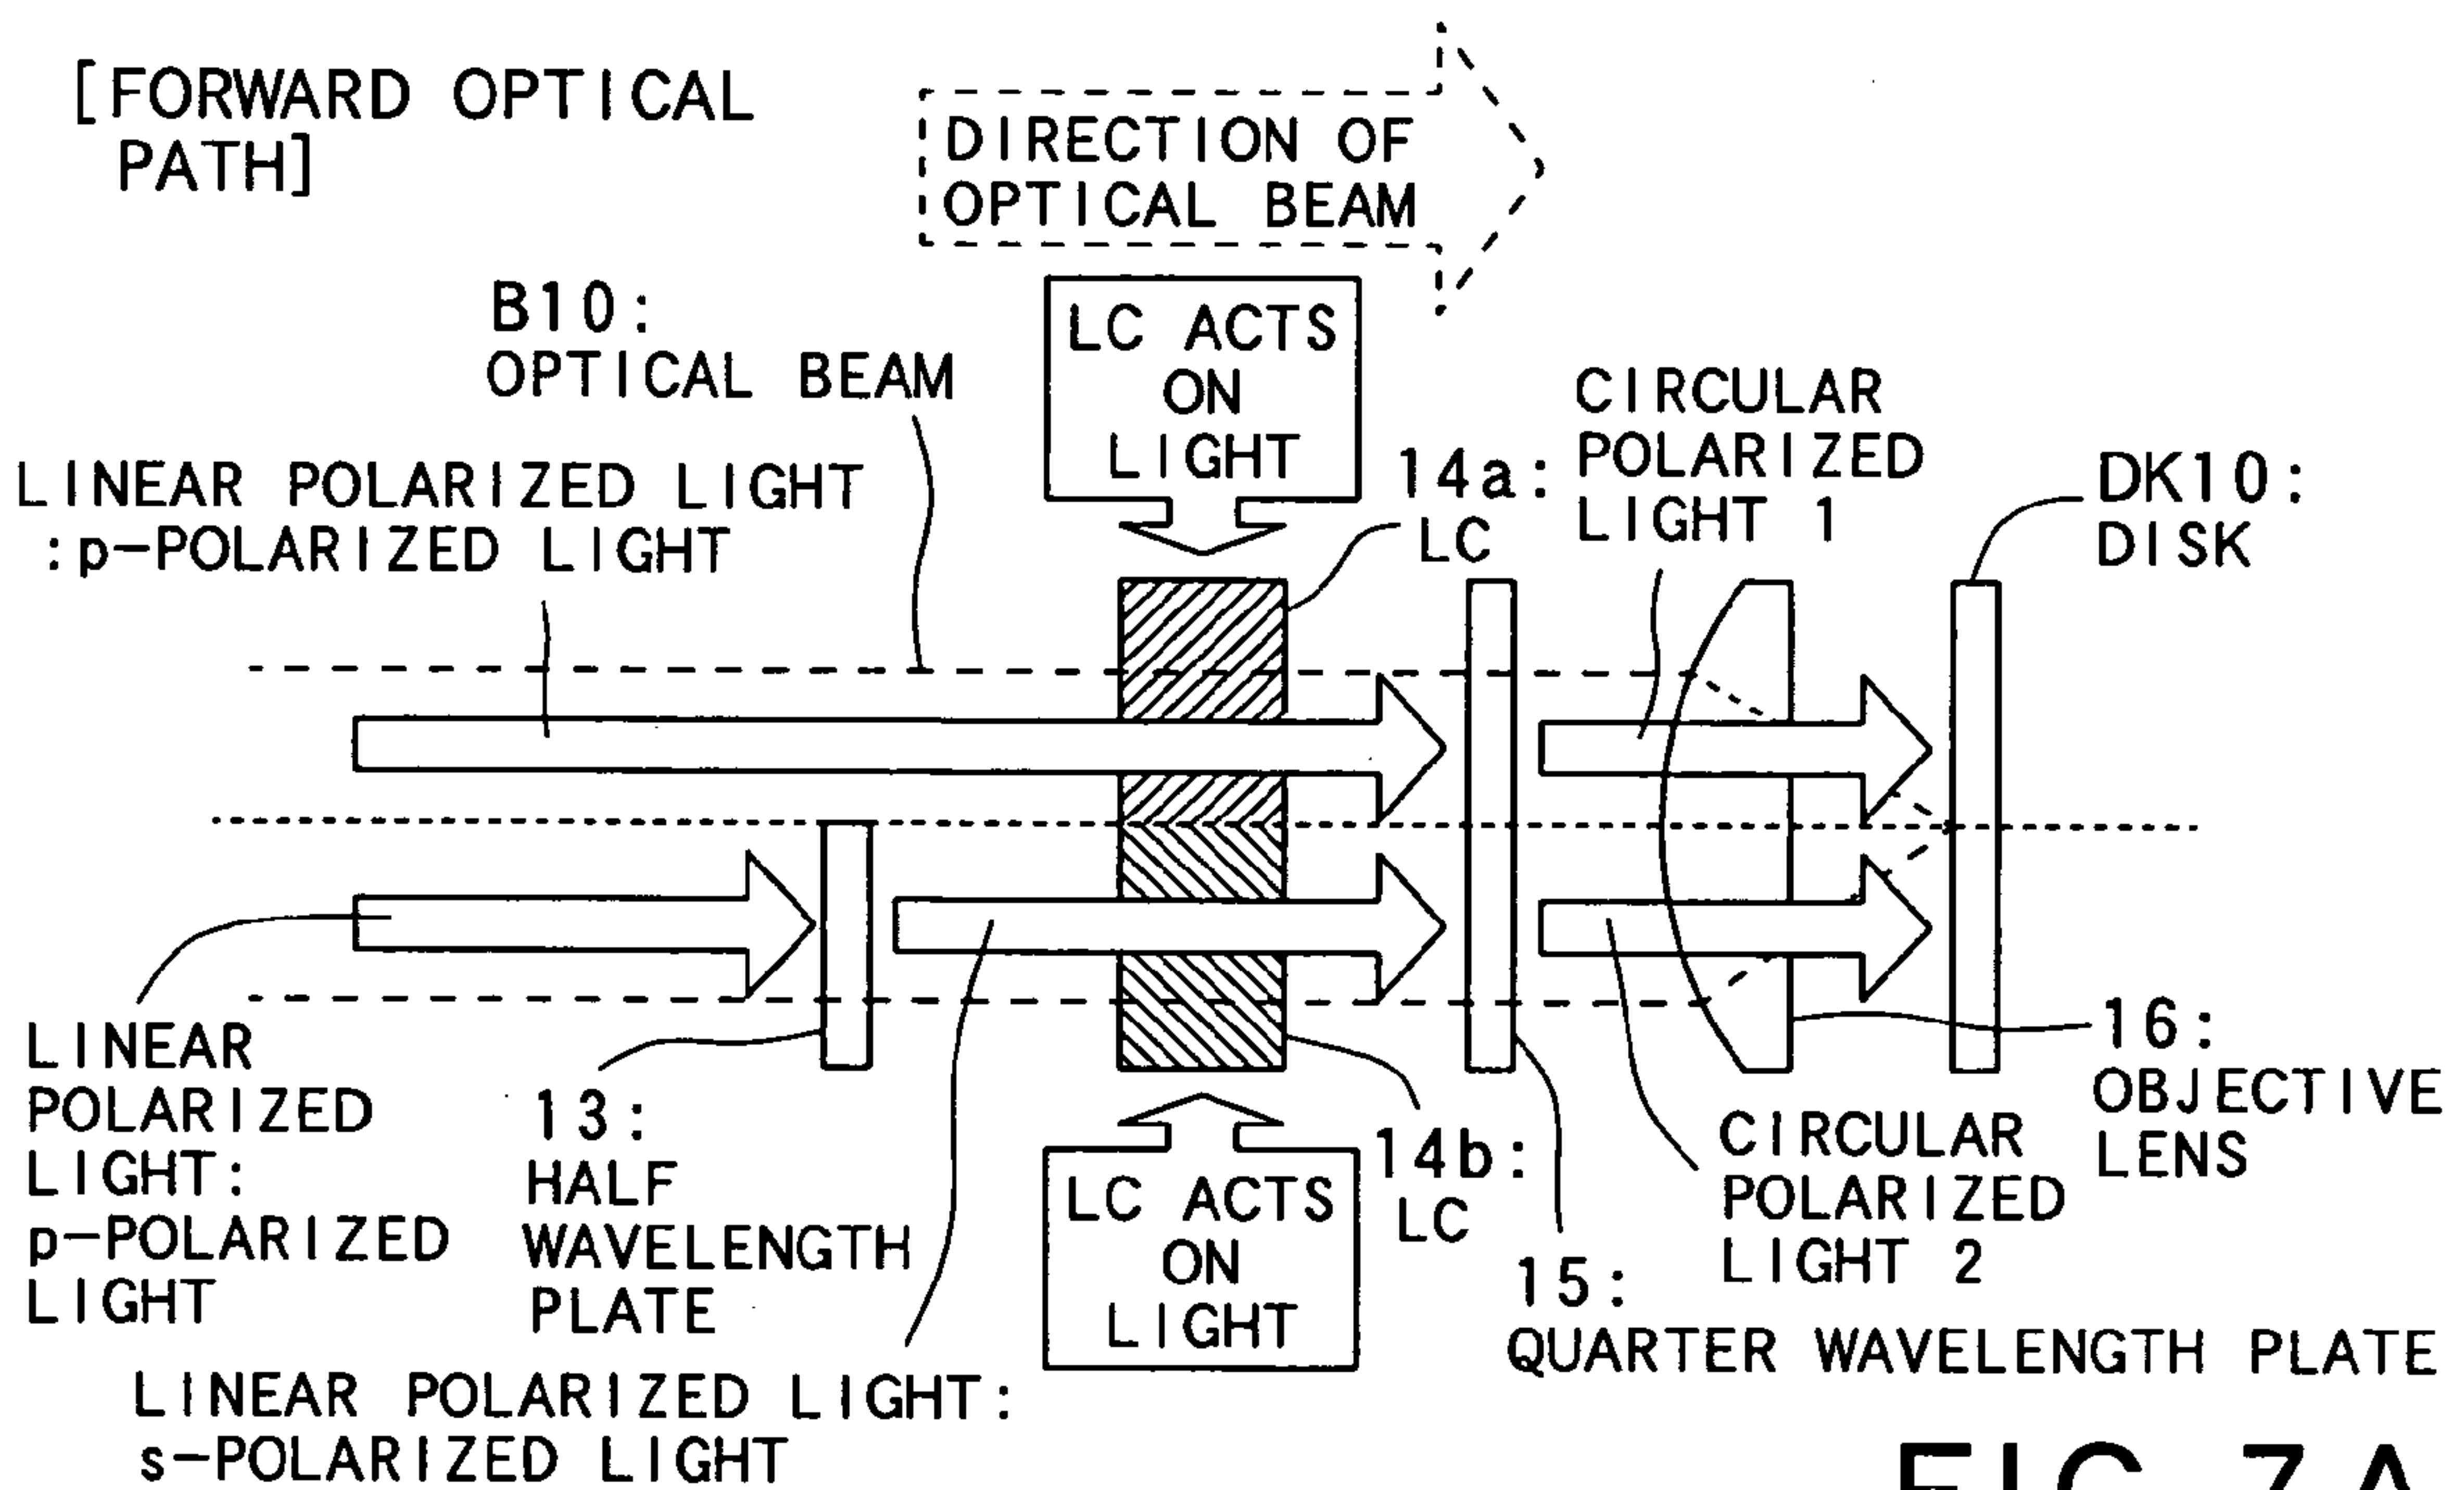 [FORWARD OPTICAL
PATH]
DIRECTION OF
OPTICAL BEAM
B10:
OPTICAL BEAM
LC ACTS
ON
LIGHT
LINEAR POLARIZED LIGHT
:p-POLARIZED LIGHT
14a:
LC
CIRCULAR
POLARIZED
LIGHT 1
DK10:
DISK
LINEAR
POLARIZED
LIGHT:
p-POLARIZED
LIGHT
13:
HALF
WAVELENGTH
PLATE
LINEAR POLARIZED LIGHT:
s-POLARIZED LIGHT
LC ACTS
ON
LIGHT
14b:
LC
15:
QUARTER WAVELENGTH PLATE
CIRCULAR
POLARIZED
LIGHT 2
16:
OBJECTIVE
LENS